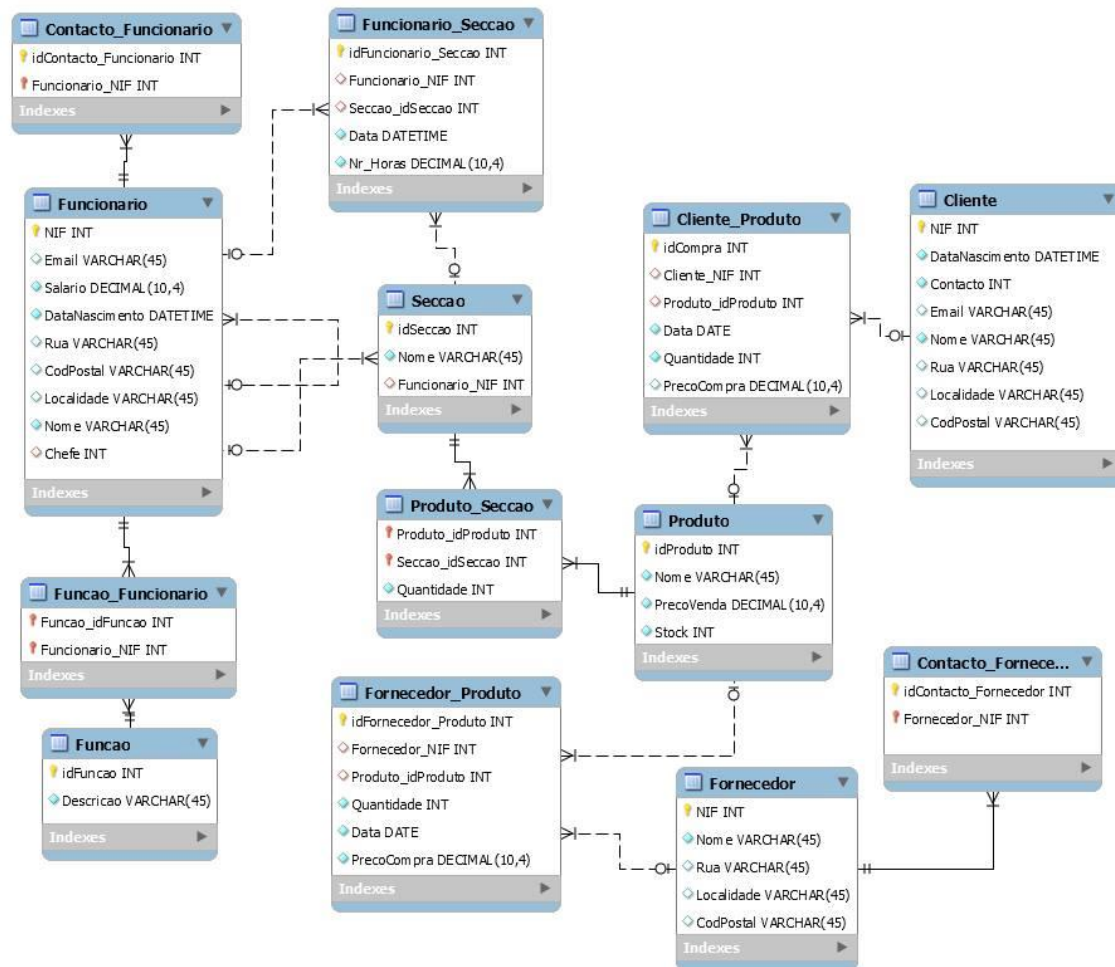 Contacto_Funcionario
idContacto_Funcionario INT
Funcionario_NIF INT
Indexes
Funcionario_Seccao
idFuncionario_Seccao INT
Funcionario_NIF INT
Seccao_idSeccao INT
Data DATETIME
Nr_Horas DECIMAL(10,4)
Indexes
Funcionario
NIF INT
Email VARCHAR(45)
Salario DECIMAL(10,4)
DataNascimento DATETIME
Rua VARCHAR(45)
CodPostal VARCHAR(45)
Localidade VARCHAR(45)
Nome VARCHAR(45)
Chefe INT
Indexes
Seccao
idSeccao INT
Nome VARCHAR(45)
Funcionario_NIF INT
Indexes
Cliente_Produto
idCompra INT
Cliente_NIF INT
Produto_idProduto INT
Data DATE
Quantidade INT
PrecoCompra DECIMAL(10,4)
Indexes
Cliente
NIF INT
DataNascimento DATETIME
Contacto INT
Email VARCHAR(45)
Nome VARCHAR(45)
Rua VARCHAR(45)
Localidade VARCHAR(45)
CodPostal VARCHAR(45)
Indexes
Produto_Seccao
Produto_idProduto INT
Seccao_idSeccao INT
Quantidade INT
Indexes
Produto
idProduto INT
Nome VARCHAR(45)
PrecoVenda DECIMAL(10,4)
Stock INT
Indexes
Funcao_Funcionario
Funcao_idFuncao INT
Funcionario_NIF INT
Indexes
Funcao
idFuncao INT
Descricao VARCHAR(45)
Indexes
Fornecedor_Produto
idFornecedor_Produto INT
Fornecedor_NIF INT
Produto_idProduto INT
Quantidade INT
Data DATE
PrecoCompra DECIMAL(10,4)
Indexes
Contacto_Fornece...
idContacto_Fornecedor INT
Fornecedor_NIF INT
Indexes
Fornecedor
NIF INT
Nome VARCHAR(45)
Rua VARCHAR(45)
Localidade VARCHAR(45)
CodPostal VARCHAR(45)
Indexes